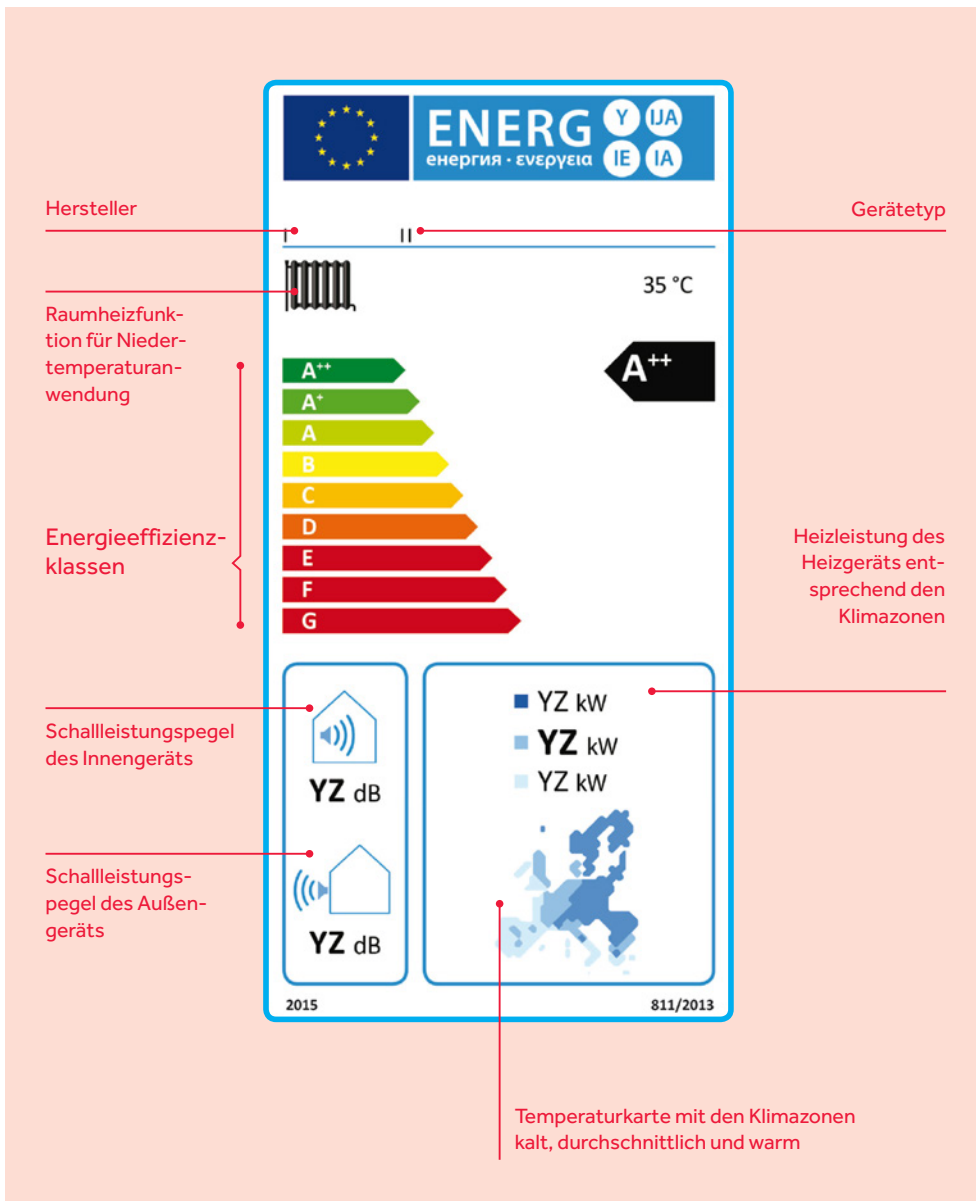 ENERG
Y IJA
IE IA
енергия · ενεργεια
Hersteller
Gerätetyp
I II
35 °C
Raumheizfunk-
tion für Nieder-
temperaturan-
wendung
A++
A++
A+
A
B
C
D
E
F
G
Energieeffizienz-
klassen
Heizleistung des
Heizgeräts ent-
sprechend den
Klimazonen
Schallleistungspegel
des Innengeräts
YZ dB
YZ kW
YZ kW
YZ kW
Schallleistungs-
pegel des Außen-
geräts
YZ dB
2015
811/2013
Temperaturkarte mit den Klimazonen
kalt, durchschnittlich und warm